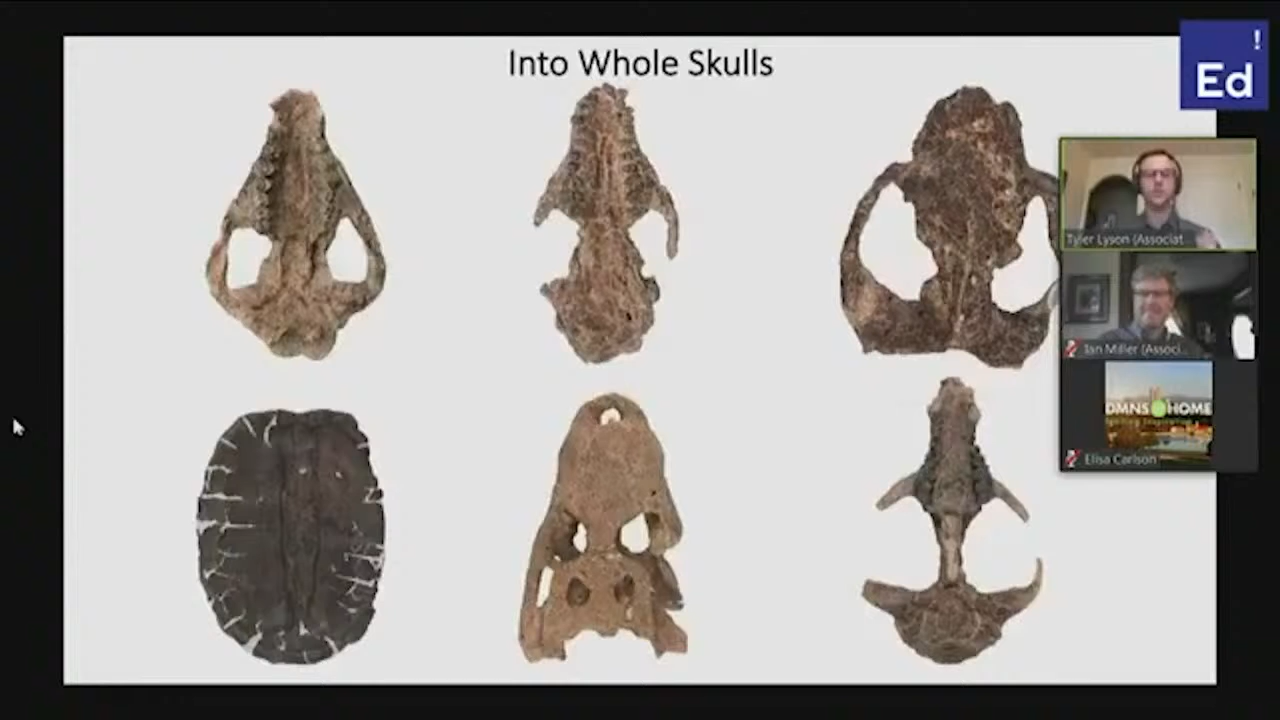 Into Whole Skulls
!
Ed
Tyler Lyson (Associat
Ian Miller (Associ...
DMNS HOME
Elisa Carlson